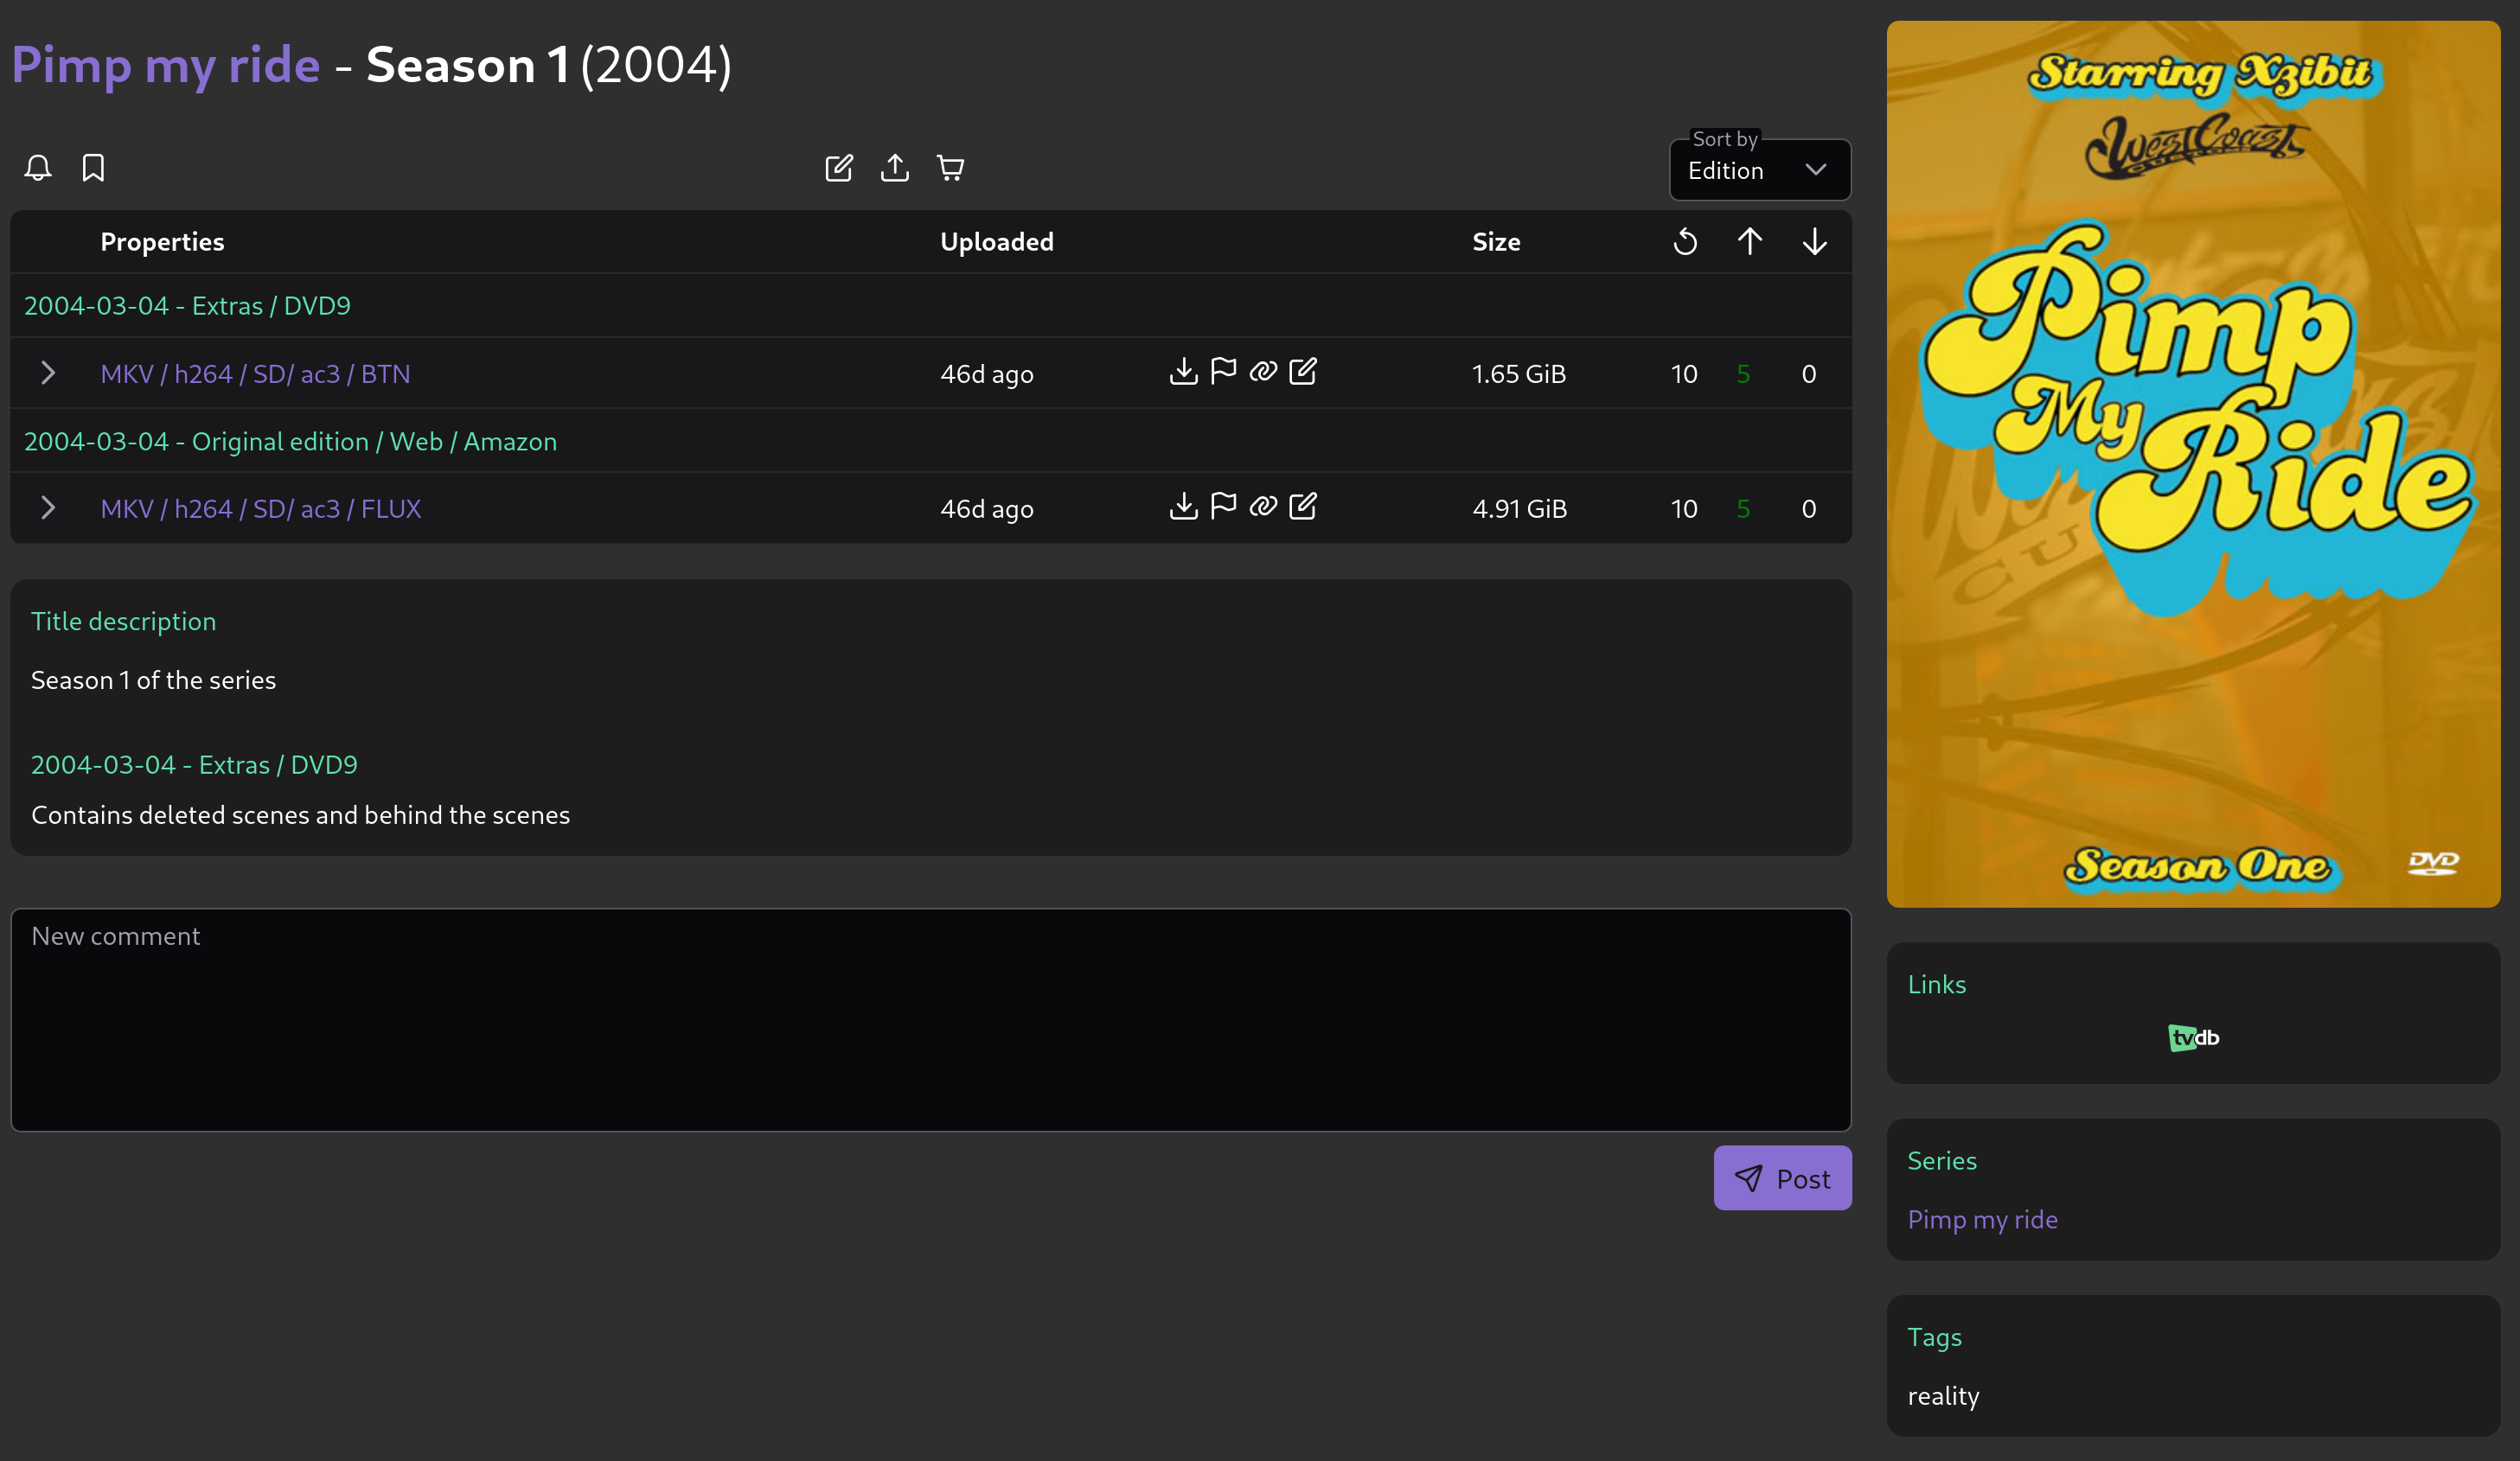 Pimp my ride - Season 1 (2004)
Sort by
Edition
Properties Uploaded Size
2004-03-04 - Extras / DVD9
MKV / h264 / SD/ ac3 / BTN 46d ago 1.65 GiB 10 5 0
2004-03-04 - Original edition / Web / Amazon
MKV / h264 / SD/ ac3 / FLUX 46d ago 4.91 GiB 10 5 0
Title description
Season 1 of the series
2004-03-04 - Extras / DVD9
Contains deleted scenes and behind the scenes
New comment
Post
Starring Xzibit
West Coast
CUSTOMS
Pimp
My
Ride
Season One
DVD
Links
tvdb
Series
Pimp my ride
Tags
reality